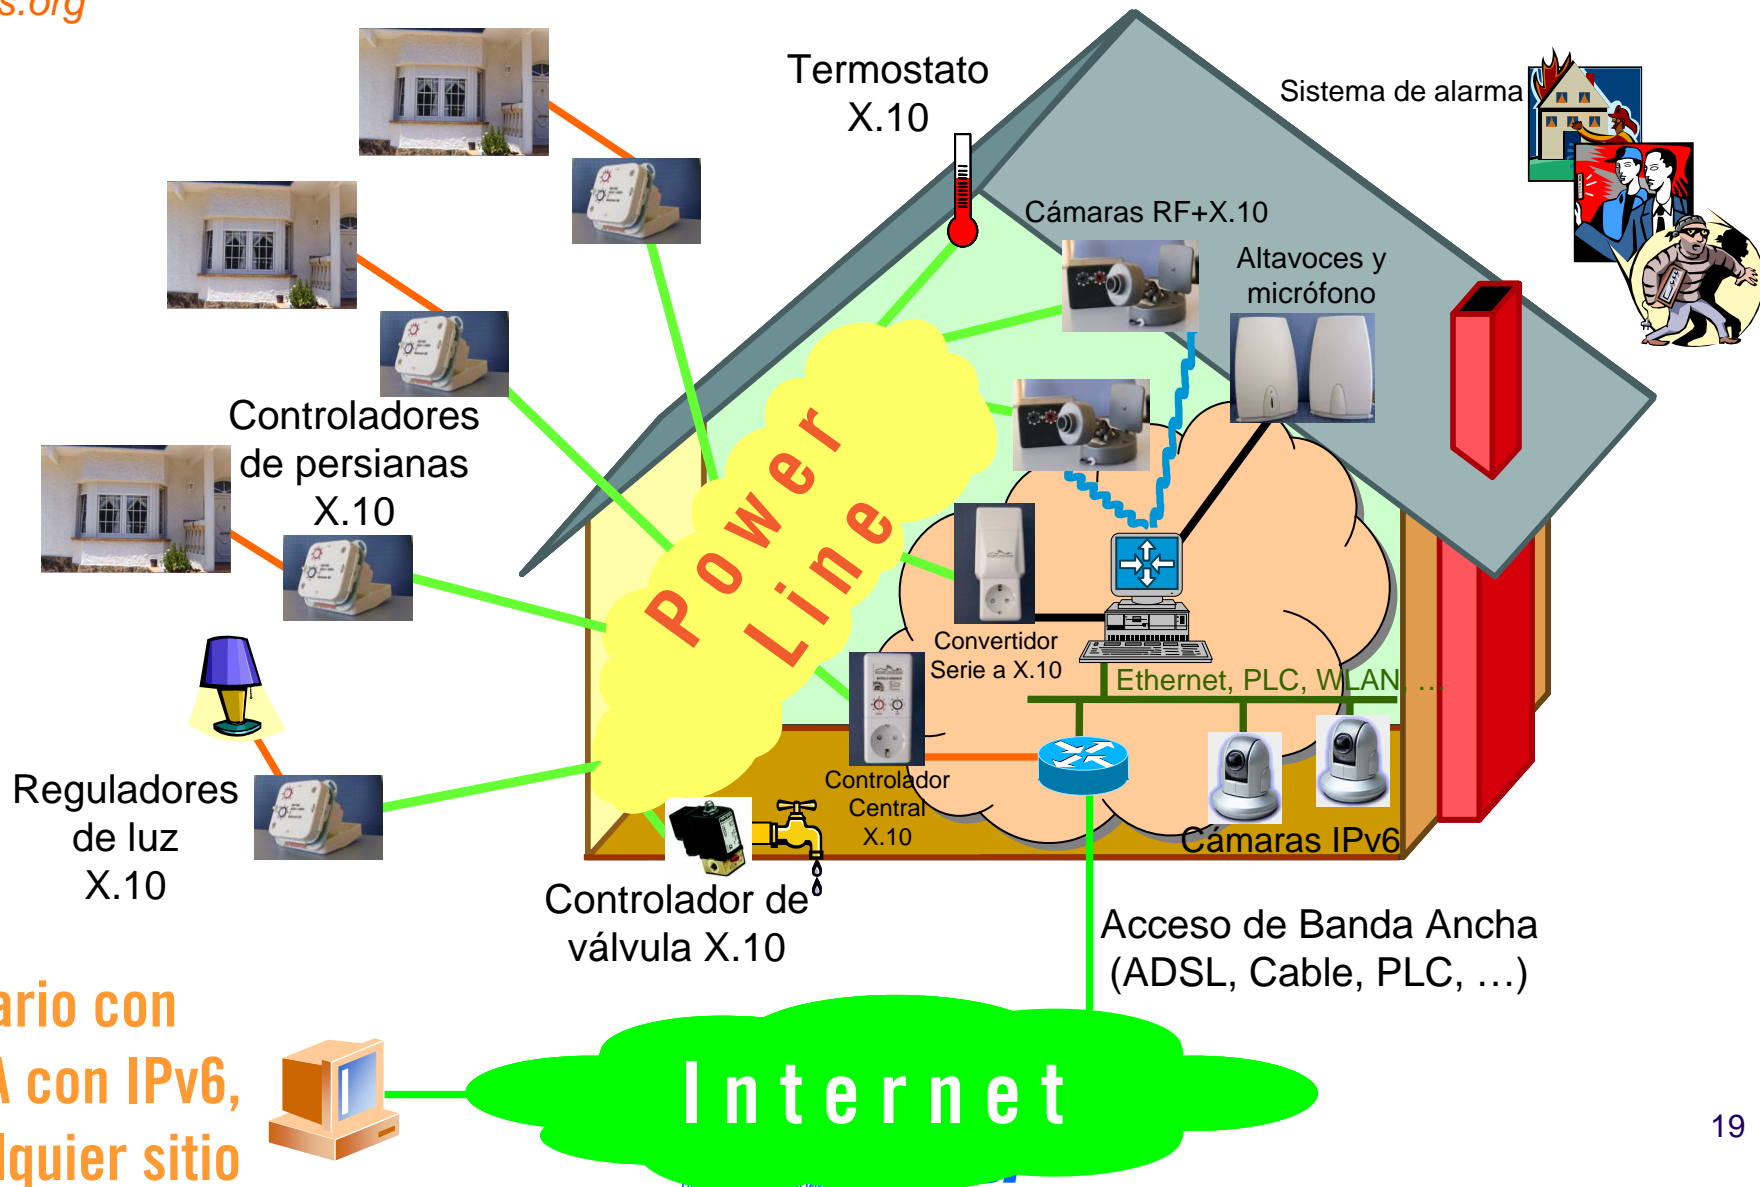 s.org
Termostato
X.10
Sistema de alarma
Cámaras RF+X.10
Altavoces y
micrófono
Controladores
de persianas
X.10
Power
Line
Convertidor
Serie a X.10
Ethernet, PLC, WLAN, …
Reguladores
de luz
X.10
Controlador
Central
X.10
Cámaras IPv6
Controlador de
válvula X.10
Acceso de Banda Ancha
(ADSL, Cable, PLC, …)
ario con
A con IPv6,
lquier sitio
Internet
19